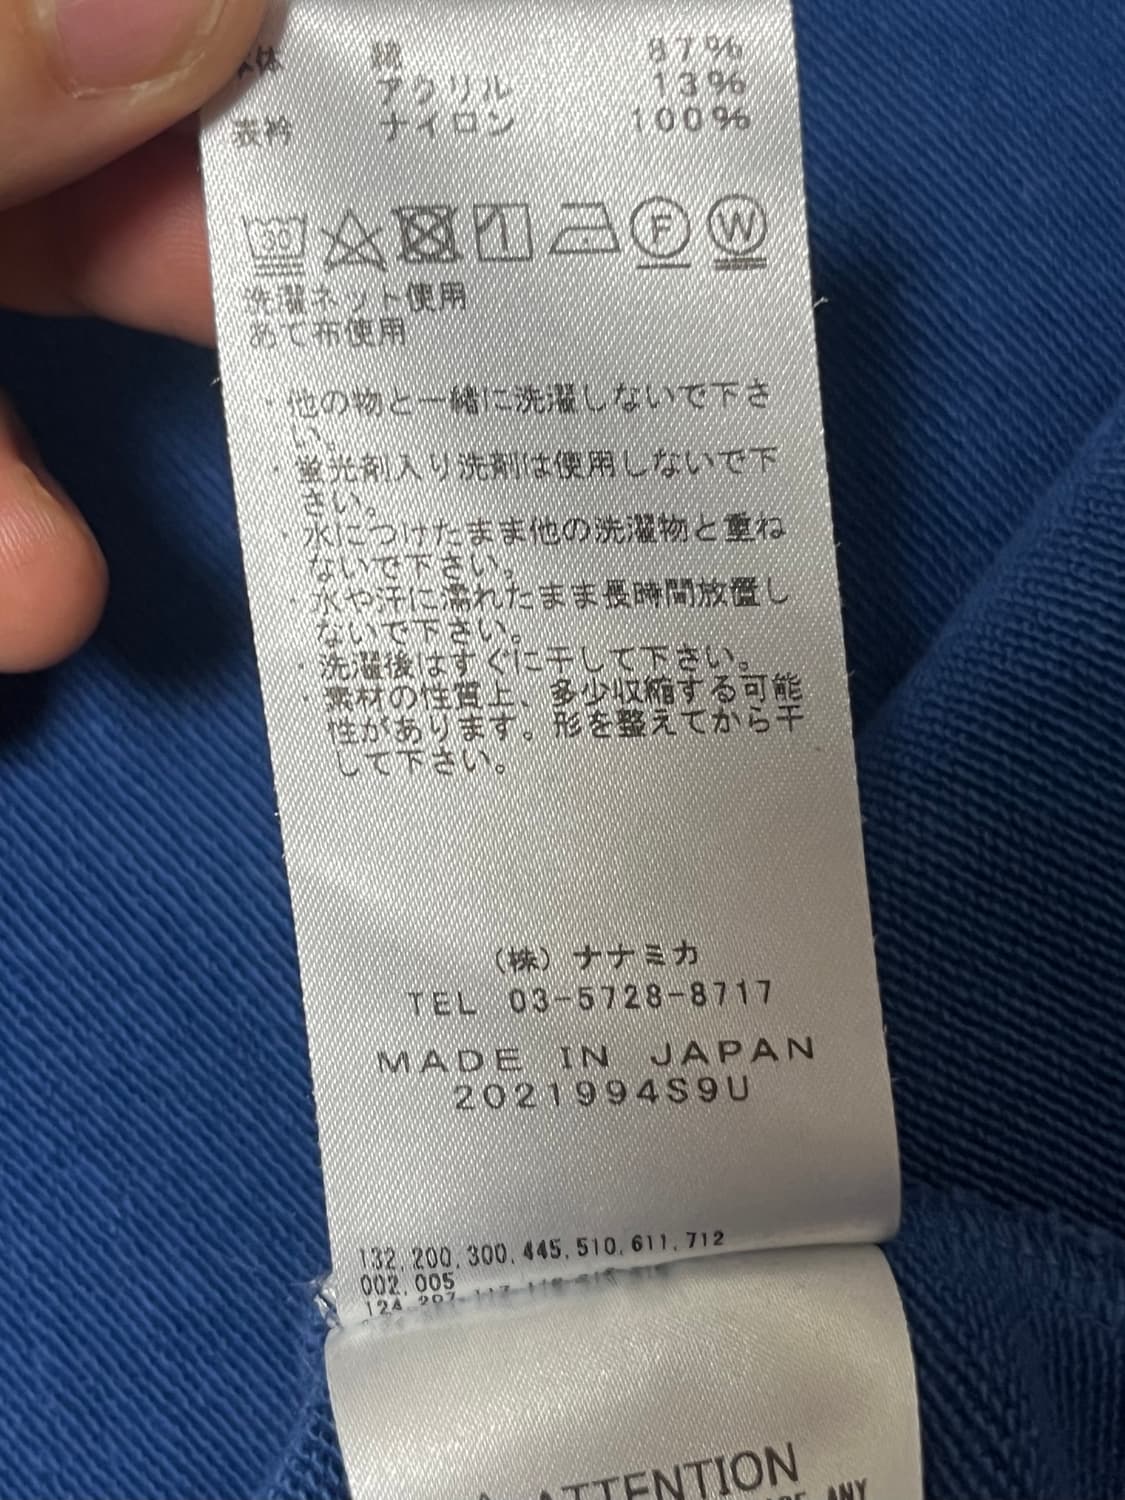 本体 綿 87%
アクリル 13%
表衿 ナイロン 100%
30 F W
洗濯ネット使用
あて布使用
・他の物と一緒に洗濯しないで下さ
い。
・蛍光剤入り洗剤は使用しないで下
さい。
・水につけたまま他の洗濯物と重ね
ないで下さい。
・水や汗に濡れたまま長時間放置し
ないで下さい。
・洗濯後はすぐに干して下さい。
・素材の性質上、多少収縮する可能
性があります。形を整えてから干
して下さい。
(株)ナナミカ
TEL 03-5728-8717
MADE IN JAPAN
2021994S9U
132,200,300,445,510,611,712
002,005
ATTENTION
ANY